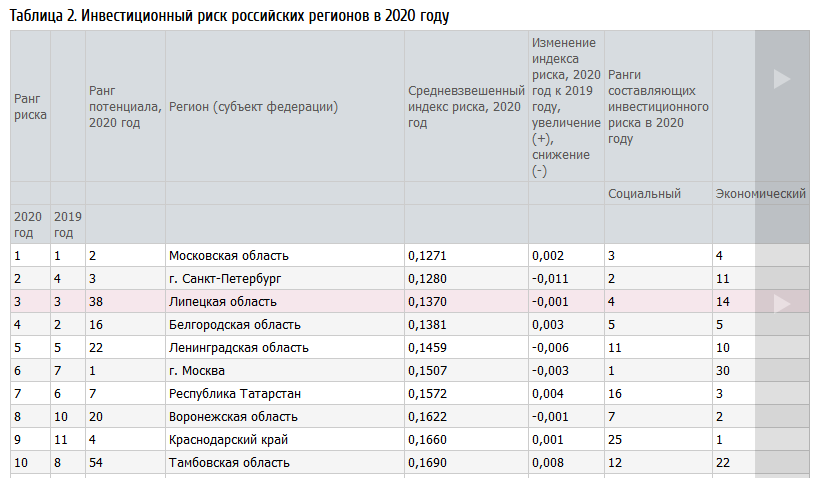 Таблица 2. Инвестиционный риск российских регионов в 2020 году
Ранг риска | | Ранг потенциала, 2020 год | Регион (субъект федерации) | Средневзвешенный индекс риска, 2020 год | Изменение индекса риска, 2020 год к 2019 году, увеличение (+), снижение (-) | Ранги составляющих инвестиционного риска в 2020 году
Социальный | Экономический
2020 год | 2019 год
1 | 1 | 2 | Московская область | 0,1271 | 0,002 | 3 | 4
2 | 4 | 3 | г. Санкт-Петербург | 0,1280 | -0,011 | 2 | 11
3 | 3 | 38 | Липецкая область | 0,1370 | -0,001 | 4 | 14
4 | 2 | 16 | Белгородская область | 0,1381 | 0,003 | 5 | 5
5 | 5 | 22 | Ленинградская область | 0,1459 | -0,006 | 11 | 10
6 | 7 | 1 | г. Москва | 0,1507 | -0,003 | 1 | 30
7 | 6 | 7 | Республика Татарстан | 0,1572 | 0,004 | 16 | 3
8 | 10 | 20 | Воронежская область | 0,1622 | -0,001 | 7 | 2
9 | 11 | 4 | Краснодарский край | 0,1660 | 0,001 | 25 | 1
10 | 8 | 54 | Тамбовская область | 0,1690 | 0,008 | 12 | 22